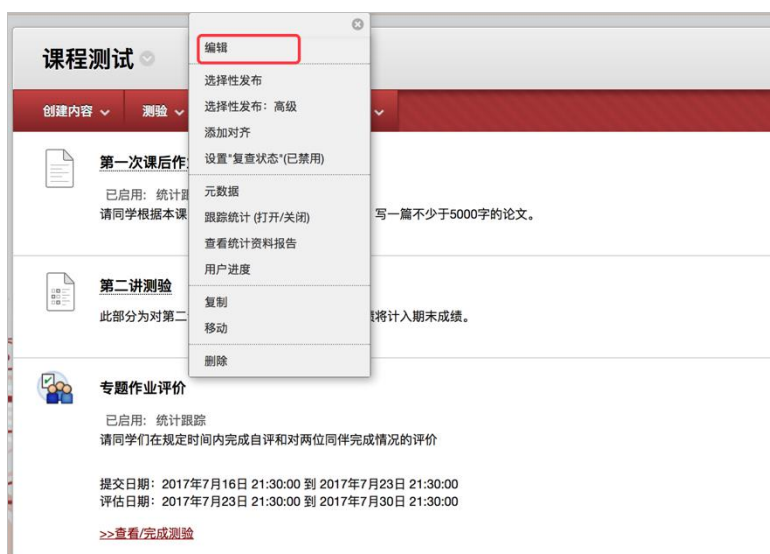 课程测试
创建内容
测验
编辑
选择性发布
选择性发布：高级
添加对齐
设置"复查状态"(已禁用)
元数据
跟踪统计 (打开/关闭)
查看统计资料报告
用户进度
复制
移动
删除
第一次课后作
已启用: 统计跟
请同学根据本课 写一篇不少于5000字的论文。
第二讲测验
此部分为对第二 将计入期末成绩。
专题作业评价
已启用: 统计跟踪
请同学们在规定时间内完成自评和对两位同伴完成情况的评价
提交日期：2017年7月16日 21:30:00 到 2017年7月23日 21:30:00
评估日期：2017年7月23日 21:30:00 到 2017年7月30日 21:30:00
>>查看/完成测验